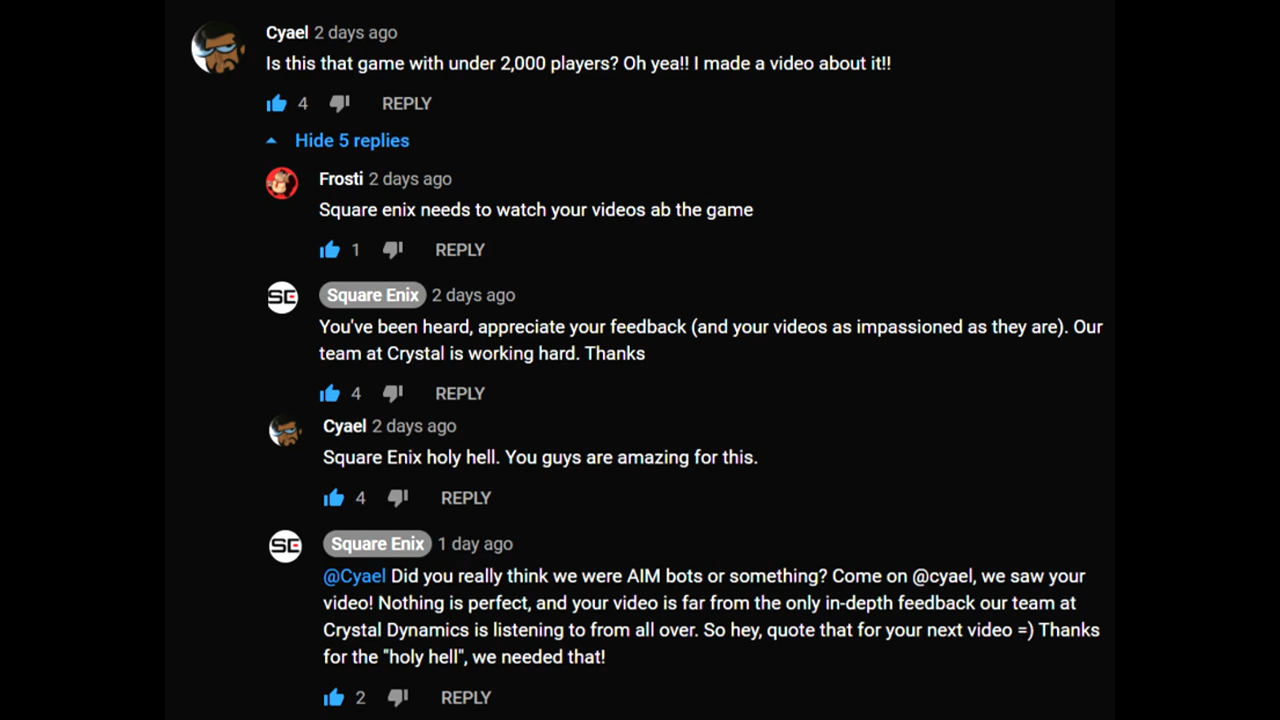 Cyael 2 days ago
Is this that game with under 2,000 players? Oh yea!! I made a video about it!!
4 REPLY
Hide 5 replies
Frosti 2 days ago
Square enix needs to watch your videos ab the game
1 REPLY
SE Square Enix 2 days ago
You've been heard, appreciate your feedback (and your videos as impassioned as they are). Our
team at Crystal is working hard. Thanks
4 REPLY
Cyael 2 days ago
Square Enix holy hell. You guys are amazing for this.
4 REPLY
SE Square Enix 1 day ago
@Cyael Did you really think we were AIM bots or something? Come on @cyael, we saw your
video! Nothing is perfect, and your video is far from the only in-depth feedback our team at
Crystal Dynamics is listening to from all over. So hey, quote that for your next video =) Thanks
for the "holy hell", we needed that!
2 REPLY